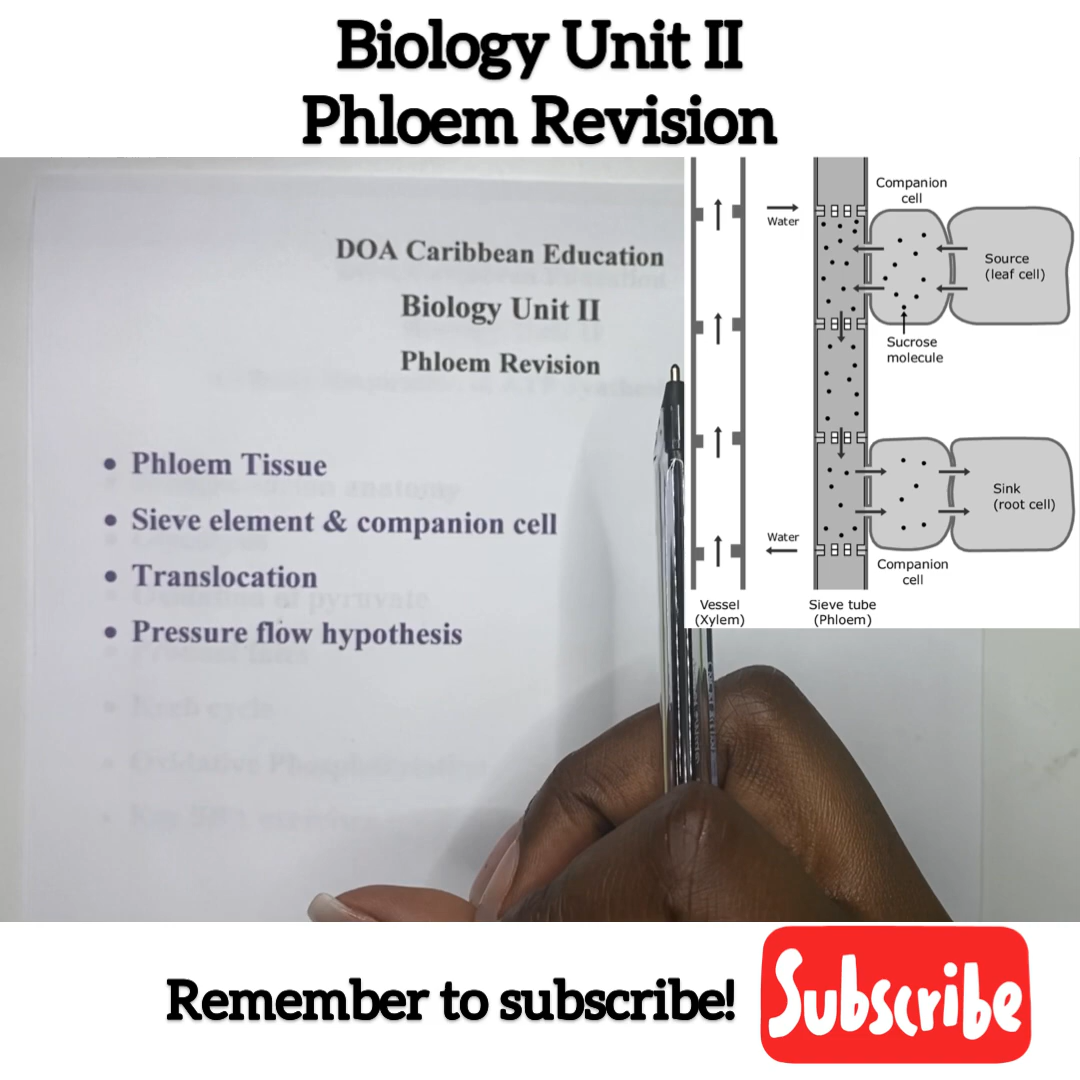 Biology Unit II
Phloem Revision
DOA Caribbean Education
Biology Unit II
Phloem Revision
• Phloem Tissue
• Sieve element & companion cell
• Translocation
• Pressure flow hypothesis
Companion
cell
Water
Source
(leaf cell)
Sucrose
molecule
Sink
(root cell)
Water
Companion
cell
Vessel
(Xylem)
Sieve tube
(Phloem)
Remember to subscribe!
Subscribe